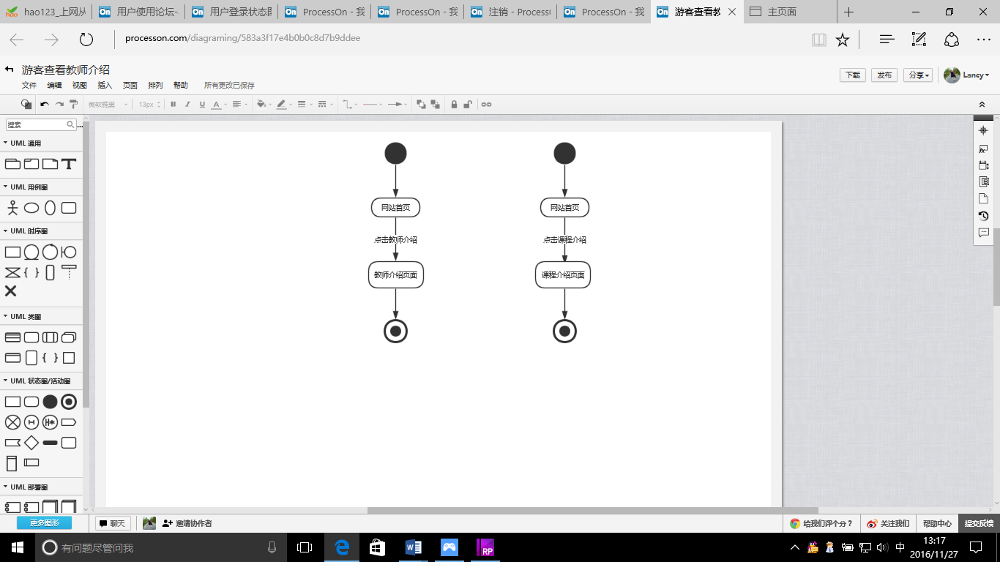 hao123_上网从
用户使用论坛-
用户登录状态图
ProcessOn - 我
ProcessOn - 我
注销 - Process
ProcessOn - 我
游客查看教
主页面
processon.com/diagraming/583a3f17e4b0b0c8d7b9ddee
游客查看教师介绍
文件 编辑 视图 插入 页面 排列 帮助 所有更改已保存
下载 发布 分享 Lancy
微软雅黑 13px B I U A
搜索
UML 通用
UML 用例图
UML 时序图
UML 类图
UML 状态图/活动图
UML 部署图
更多图形
网站首页
点击教师介绍
教师介绍页面
网站首页
点击课程介绍
课程介绍页面
聊天
邀请协作者
给我们评个分？
关注我们
帮助中心
提交反馈
有问题尽管问我
中
13:17
2016/11/27